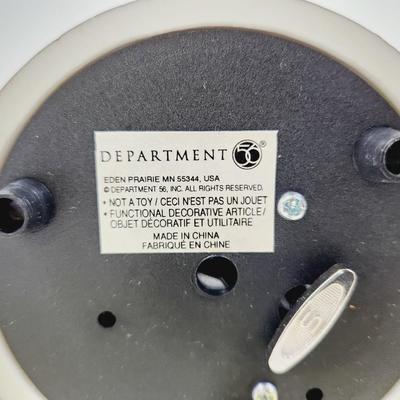 DEPARTMENT 56®
EDEN PRAIRIE MN 55344, USA
© DEPARTMENT 56, INC. ALL RIGHTS RESERVED.
• NOT A TOY / CECI N'EST PAS UN JOUET
• FUNCTIONAL DECORATIVE ARTICLE/
OBJET DÉCORATIF ET UTILITAIRE
MADE IN CHINA
FABRIQUÉ EN CHINE
S